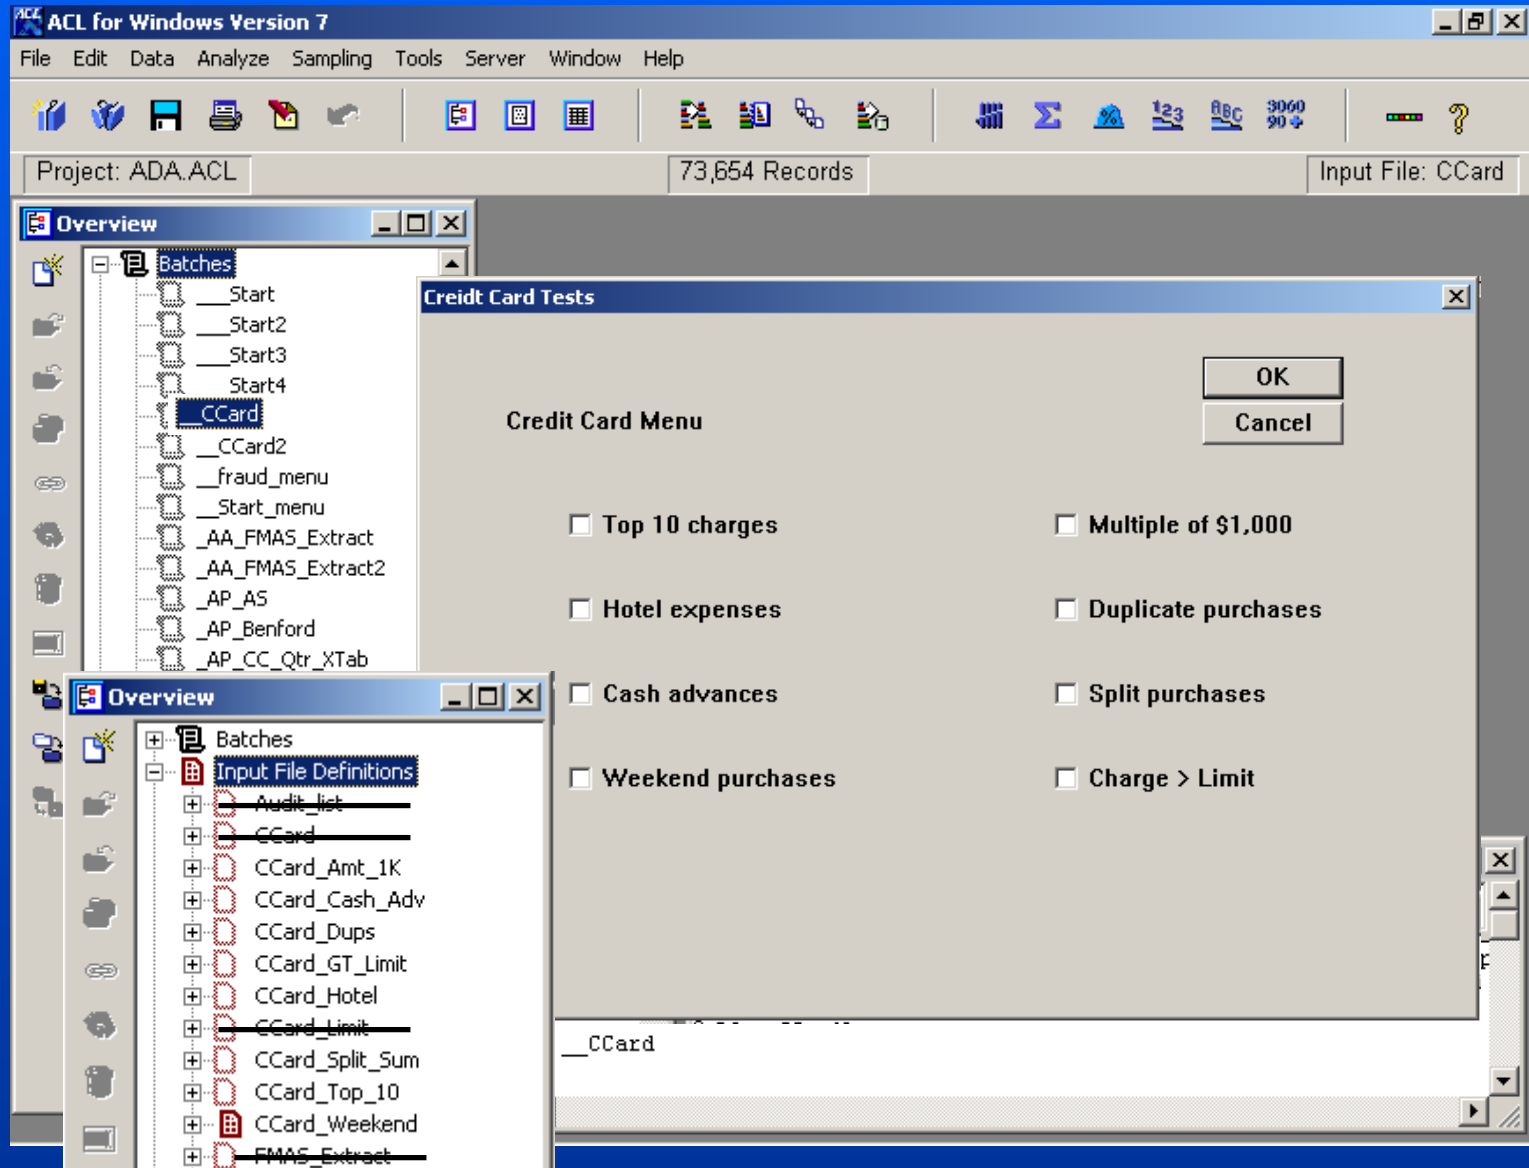 ACL for Windows Version 7
File Edit Data Analyze Sampling Tools Server Window Help
Project: ADA.ACL
73,654 Records
Input File: CCard
Overview
Batches
___Start
___Start2
___Start3
Start4
__CCard
__CCard2
__fraud_menu
__Start_menu
_AA_FMAS_Extract
_AA_FMAS_Extract2
_AP_AS
_AP_Benford
_AP_CC_Qtr_XTab
Creidt Card Tests
OK
Cancel
Credit Card Menu
Top 10 charges
Multiple of $1,000
Hotel expenses
Duplicate purchases
Cash advances
Split purchases
Weekend purchases
Charge > Limit
Overview
Batches
Input File Definitions
Audit_list
CCard
CCard_Amt_1K
CCard_Cash_Adv
CCard_Dups
CCard_GT_Limit
CCard_Hotel
CCard_Limit
CCard_Split_Sum
CCard_Top_10
CCard_Weekend
FMAS_Extract
__CCard